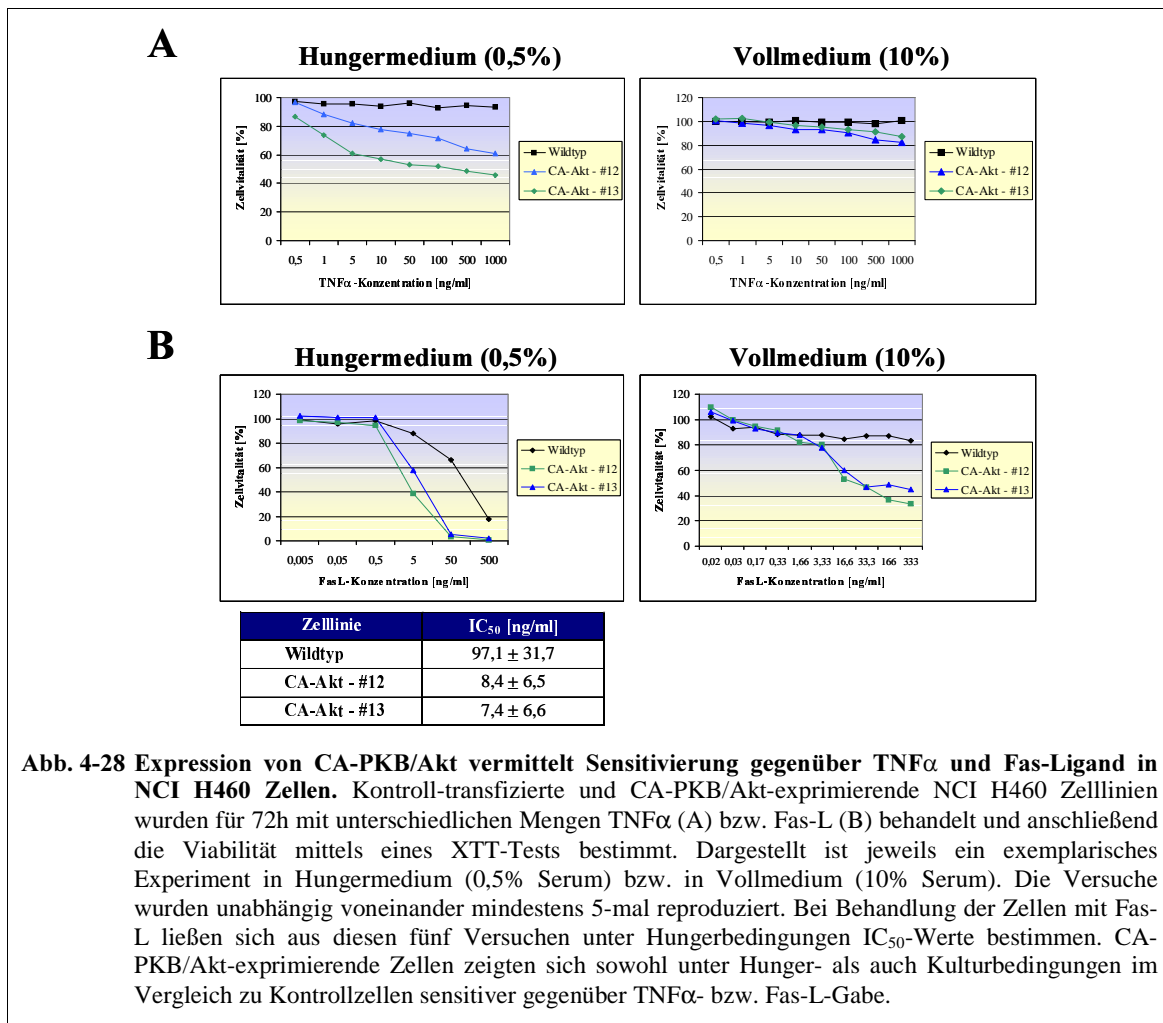 A
Hungermedium (0,5%)
Vollmedium (10%)
100
80
60
40
20
0
Zellvitalität [%]
0,5 1 5 10 50 100 500 1000
TNFα-Konzentration [ng/ml]
Wildtyp
CA-Akt - #12
CA-Akt - #13
120
100
80
60
40
20
0
Zellvitalität [%]
0,5 1 5 10 50 100 500 1000
TNFα-Konzentration [ng/ml]
Wildtyp
CA-Akt - #12
CA-Akt - #13
B
Hungermedium (0,5%)
Vollmedium (10%)
120
100
80
60
40
20
0
Zellvitalität [%]
0,005 0,05 0,5 5 50 500
FasL-Konzentration [ng/ml]
Wildtyp
CA-Akt - #12
CA-Akt - #13
120
100
80
60
40
20
0
Zellvitalität [%]
0,02 0,03 0,17 0,33 1,66 3,33 16,6 33,3 166 333
FasL-Konzentration [ng/ml]
Wildtyp
CA-Akt - #12
CA-Akt - #13
Zelllinie IC50 [ng/ml]
Wildtyp 97,1 ± 31,7
CA-Akt - #12 8,4 ± 6,5
CA-Akt - #13 7,4 ± 6,6
Abb. 4-28 Expression von CA-PKB/Akt vermittelt Sensitivierung gegenüber TNFα und Fas-Ligand in
NCI H460 Zellen. Kontroll-transfizierte und CA-PKB/Akt-exprimierende NCI H460 Zelllinien
wurden für 72h mit unterschiedlichen Mengen TNFα (A) bzw. Fas-L (B) behandelt und anschließend
die Viabilität mittels eines XTT-Tests bestimmt. Dargestellt ist jeweils ein exemplarisches
Experiment in Hungermedium (0,5% Serum) bzw. in Vollmedium (10% Serum). Die Versuche
wurden unabhängig voneinander mindestens 5-mal reproduziert. Bei Behandlung der Zellen mit Fas-
L ließen sich aus diesen fünf Versuchen unter Hungerbedingungen IC50-Werte bestimmen. CA-
PKB/Akt-exprimierende Zellen zeigten sich sowohl unter Hunger- als auch Kulturbedingungen im
Vergleich zu Kontrollzellen sensitiver gegenüber TNFα- bzw. Fas-L-Gabe.